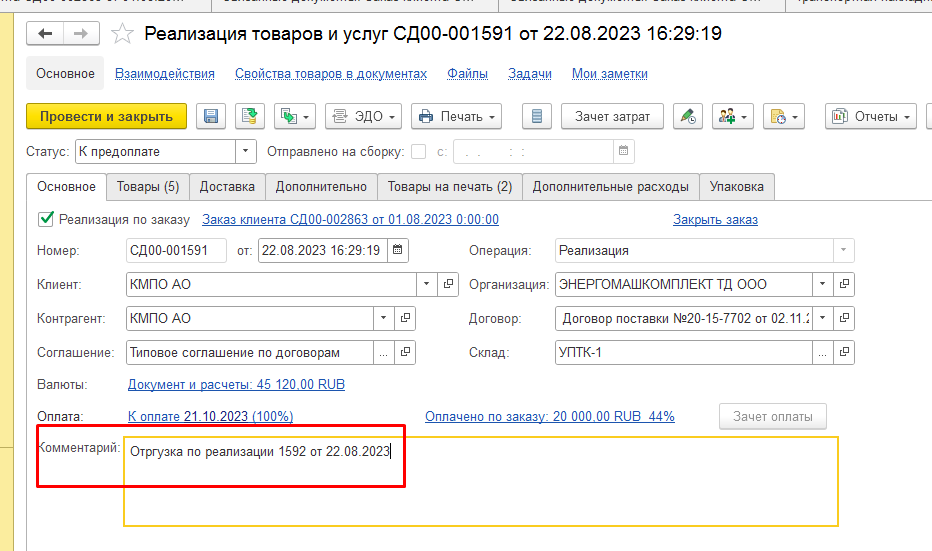 Реализация товаров и услуг СД00-001591 от 22.08.2023 16:29:19
Основное Взаимодействия Свойства товаров в документах Файлы Задачи Мои заметки
Провести и закрыть ЭДО Печать Зачет затрат Отчеты
Статус: К предоплате Отправлено на сборку: с: . . : :
Основное Товары (5) Доставка Дополнительно Товары на печать (2) Дополнительные расходы Упаковка
Реализация по заказу Заказ клиента СД00-002863 от 01.08.2023 0:00:00 Закрыть заказ
Номер: СД00-001591 от: 22.08.2023 16:29:19 Операция: Реализация
Клиент: КМПО АО Организация: ЭНЕРГОМАШКОМПЛЕКТ ТД ООО
Контрагент: КМПО АО Договор: Договор поставки №20-15-7702 от 02.11.2
Соглашение: Типовое соглашение по договорам ... Склад: УПТК-1 ...
Валюты: Документ и расчеты: 45 120,00 RUB
Оплата: К оплате 21.10.2023 (100%) Оплачено по заказу: 20 000,00 RUB 44% Зачет оплаты
Комментарий: Отргузка по реализации 1592 от 22.08.2023